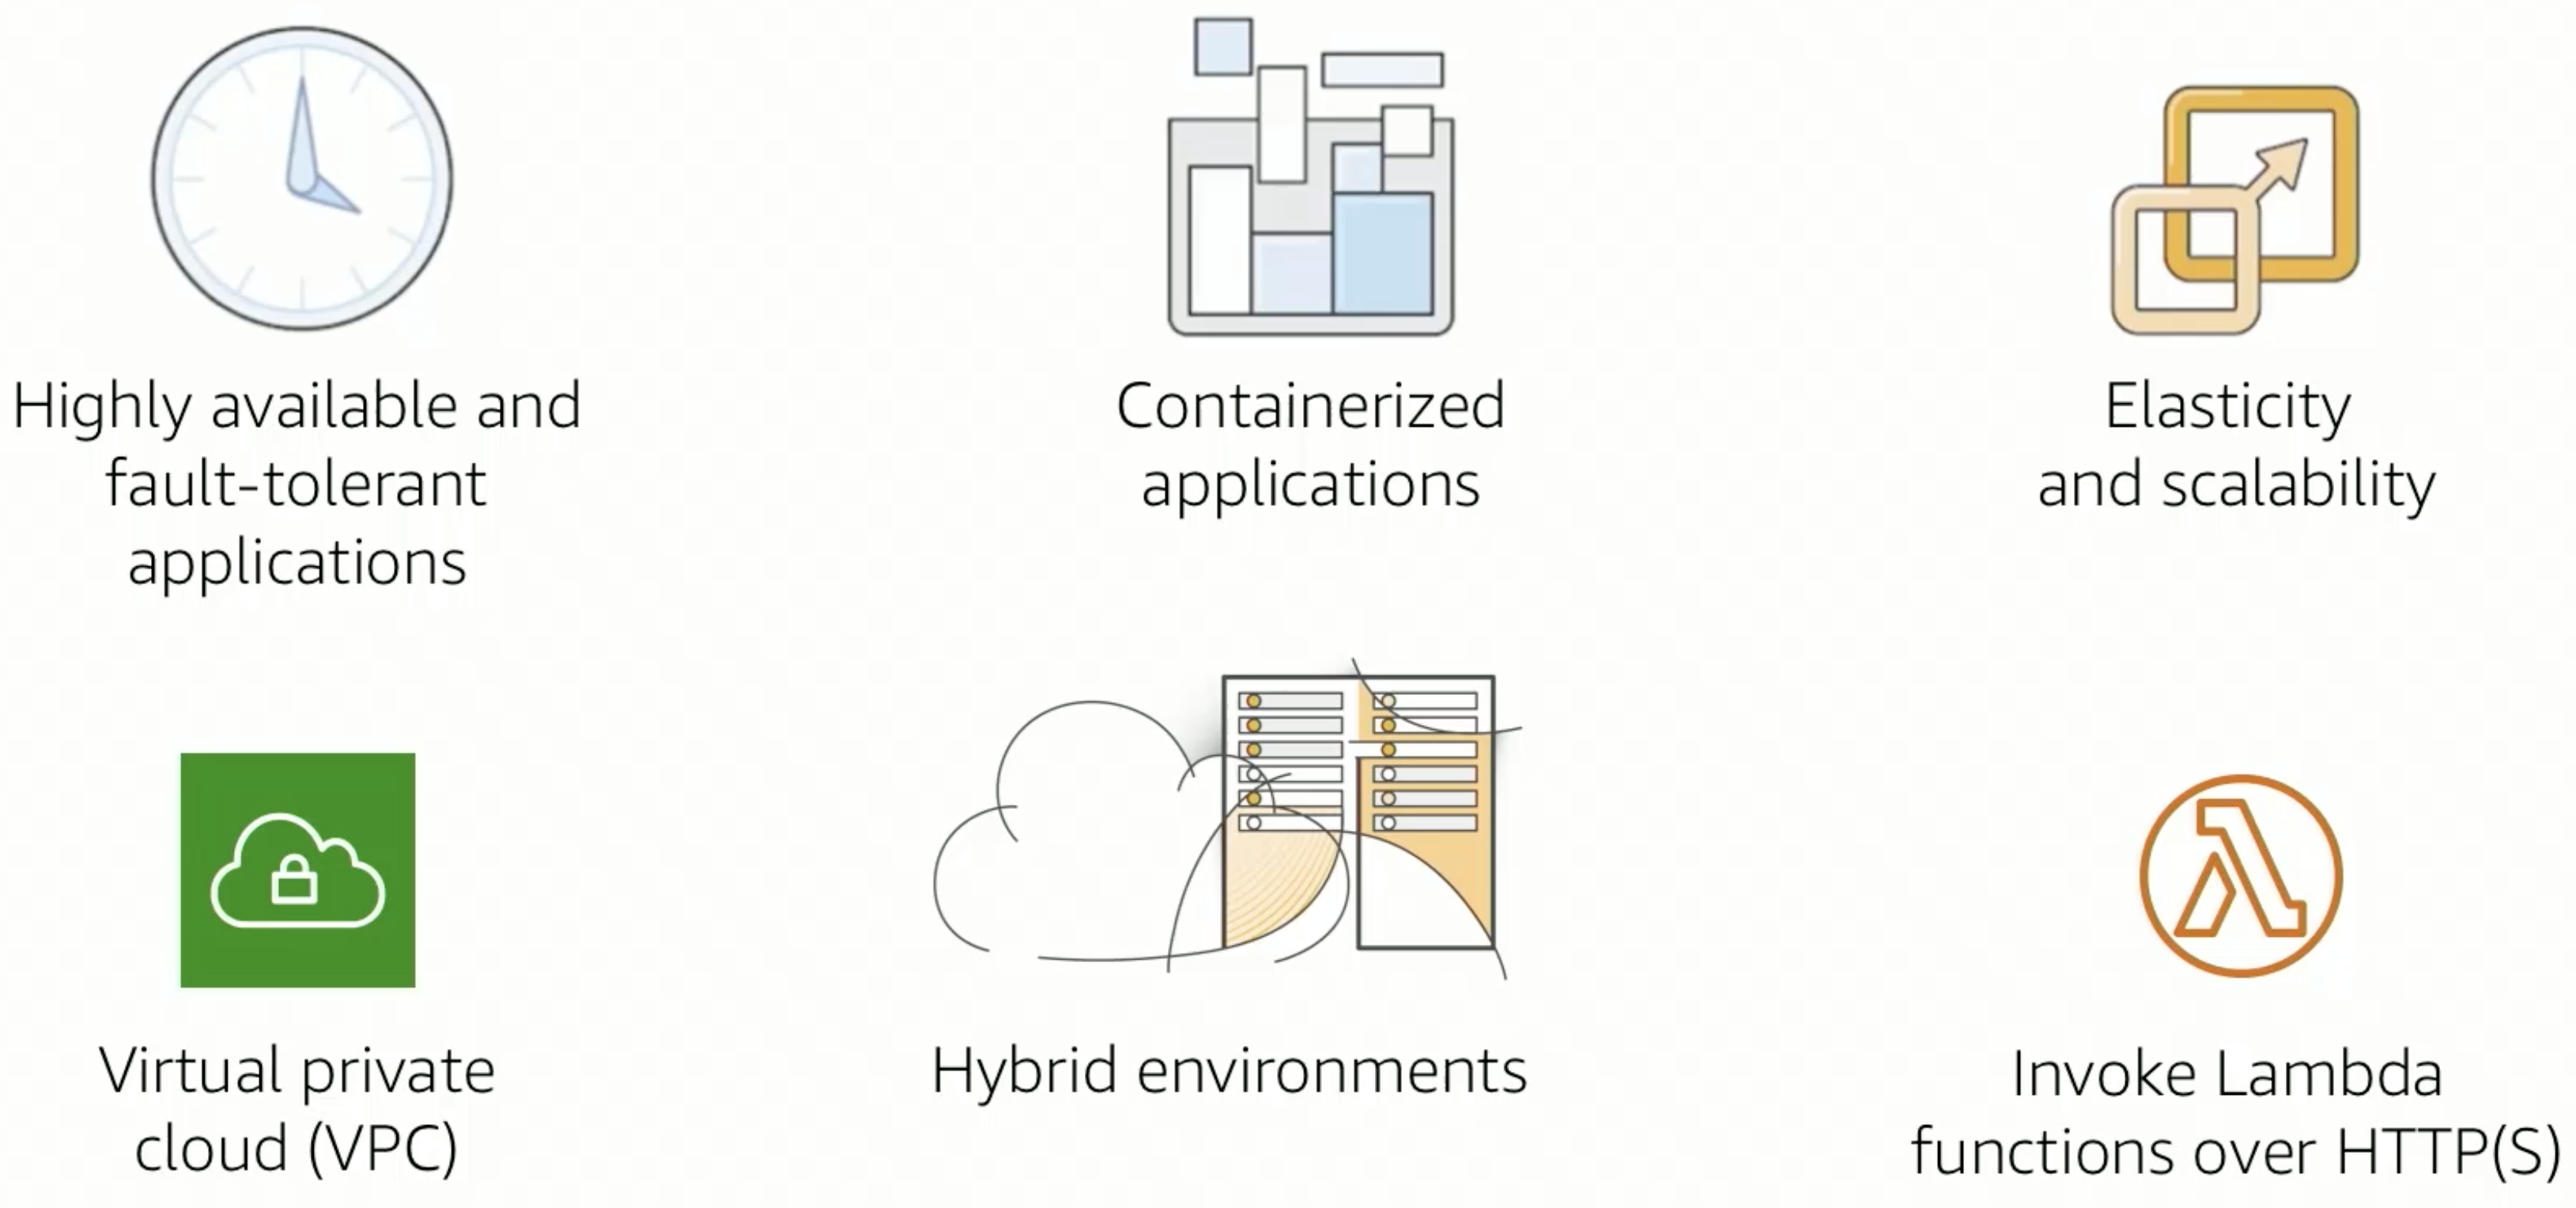 Highly available and
fault-tolerant
applications
Containerized
applications
Elasticity
and scalability
Virtual private
cloud (VPC)
Hybrid environments
Invoke Lambda
functions over HTTP(S)